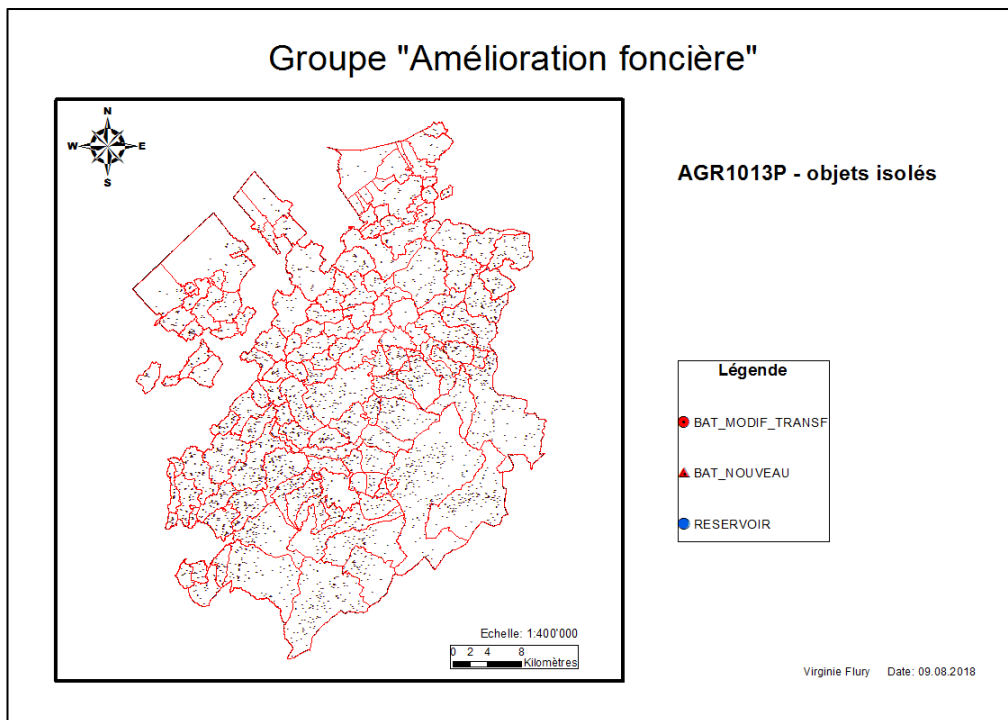 Groupe "Amélioration foncière"
N
W E
S
AGR1013P - objets isolés
Légende
BAT_MODIF_TRANSF
BAT_NOUVEAU
RESERVOIR
Echelle: 1:400'000
0 2 4 8
Kilomètres
Virginie Flury Date: 09.08.2018